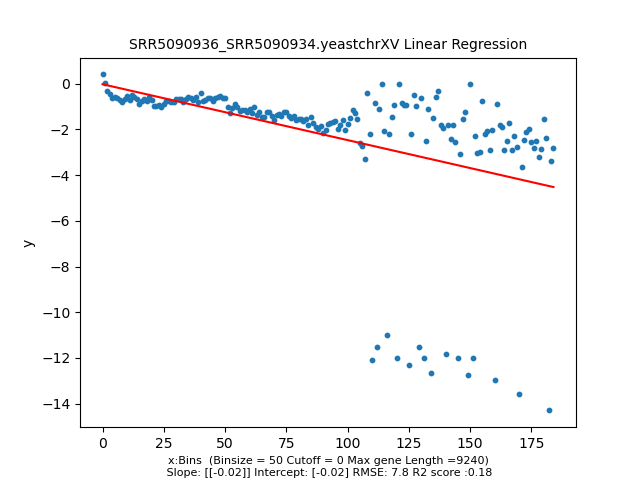 SRR5090936_SRR5090934.yeastchrXV Linear Regression
0
−2
−4
−6
−8
−10
−12
−14
y
0 25 50 75 100 125 150 175
x:Bins (Binsize = 50 Cutoff = 0 Max gene Length =9240)
Slope: [[-0.02]] Intercept: [-0.02] RMSE: 7.8 R2 score :0.18